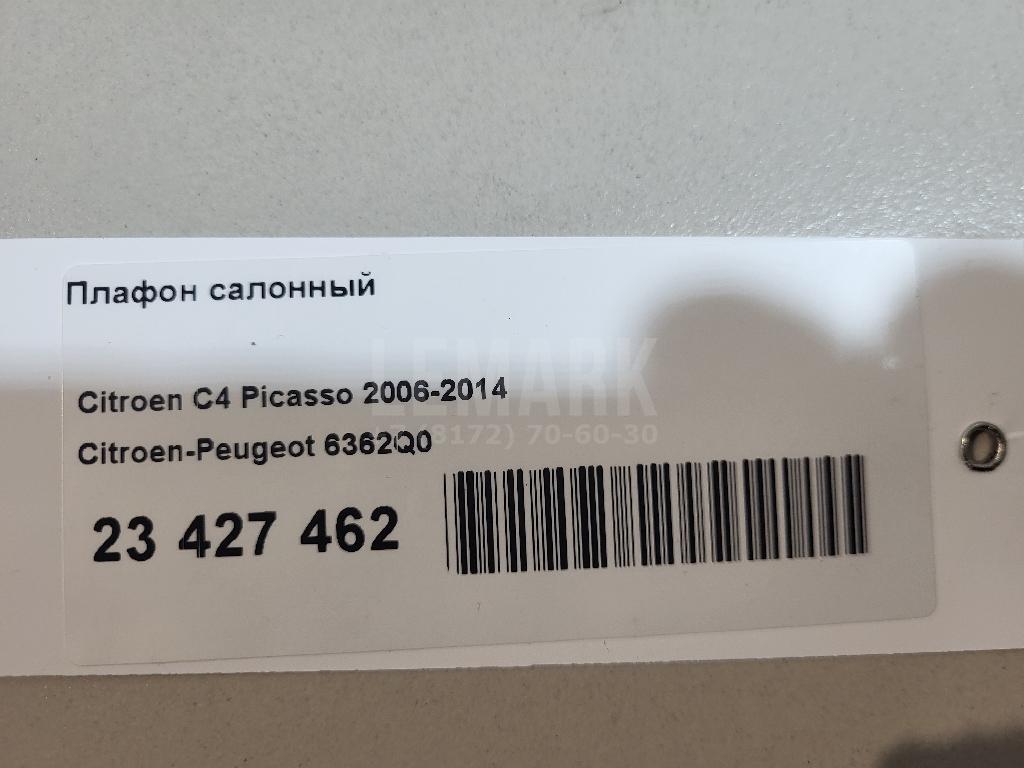 Плафон салонный
LEMARK
Citroen C4 Picasso 2006-2014
(8172) 70-60-30
Citroen-Peugeot 6362Q0
23 427 462